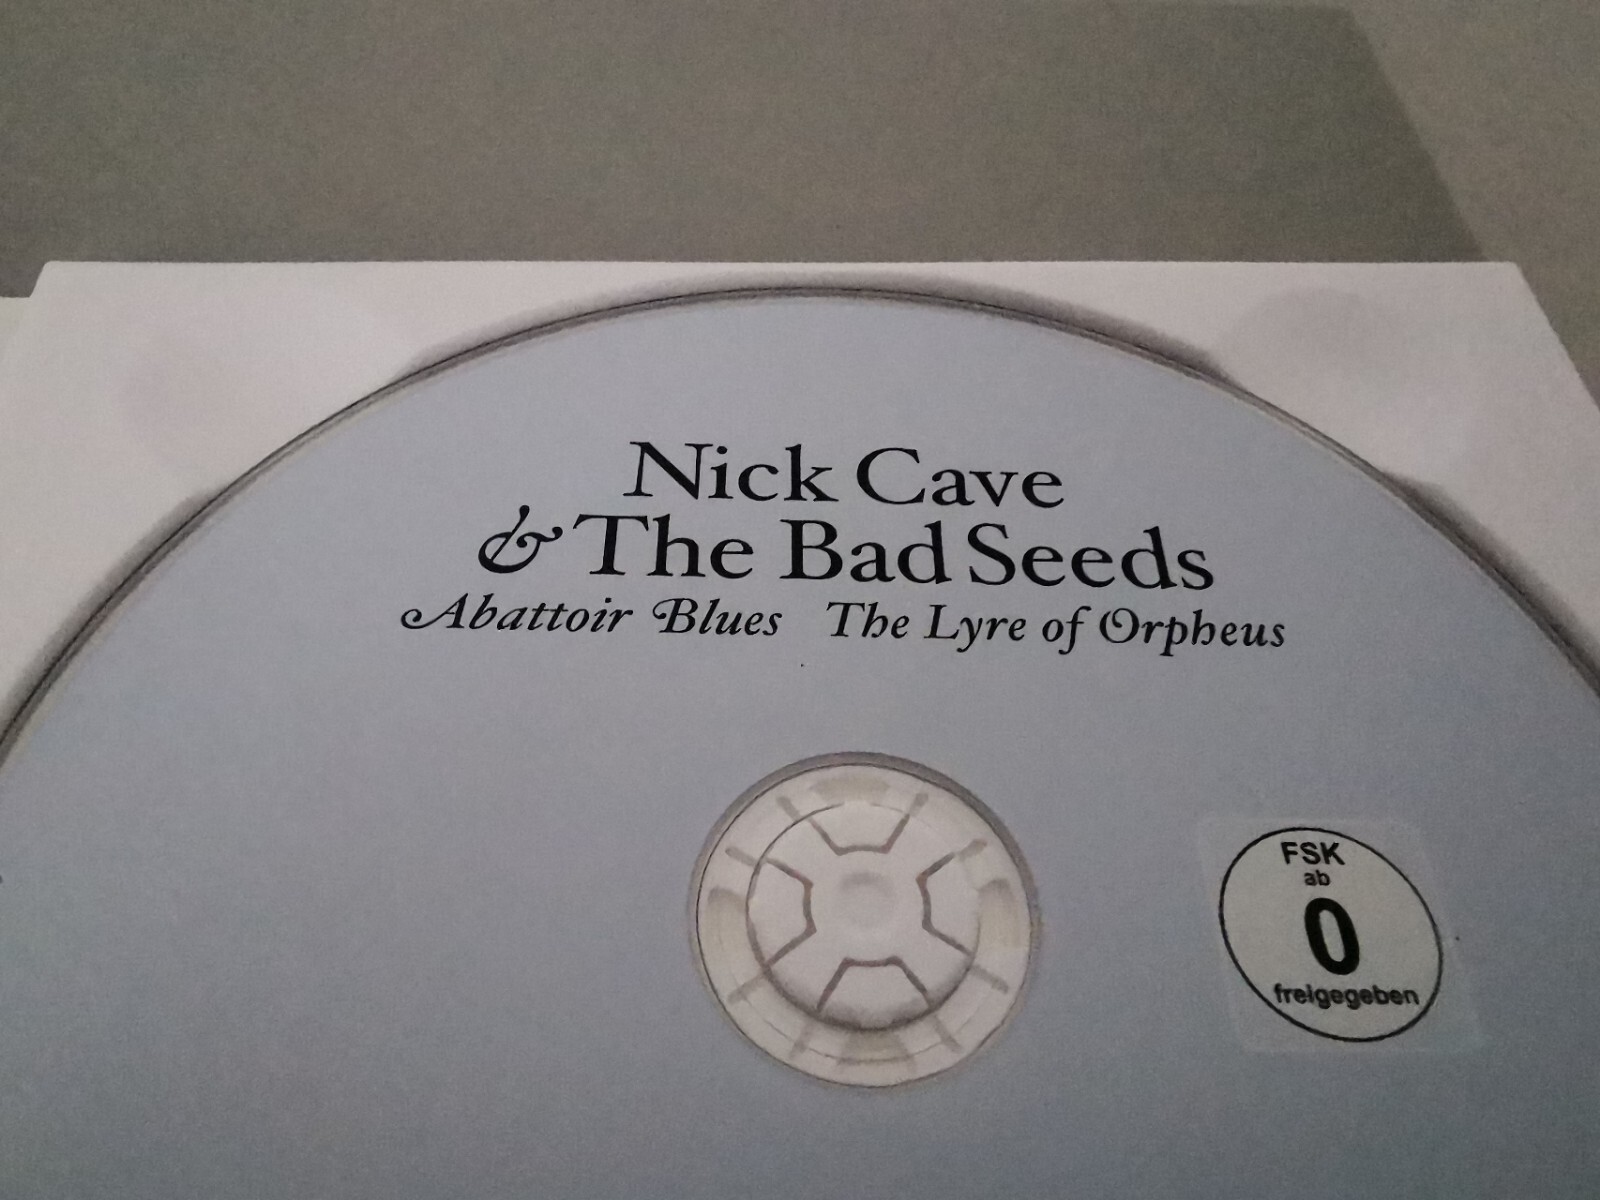 Nick Cave
& The Bad Seeds
Abattoir Blues The Lyre of Orpheus
FSK
ab
0
freigegeben